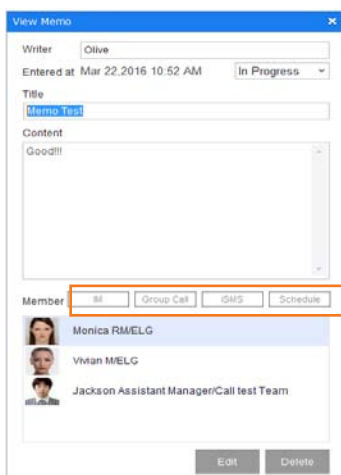 View Memo ×
Writer Olive
Entered at Mar 22,2016 10:52 AM In Progress
Title
Memo Test
Content
Good!!!
Member IM Group Call iSMS Schedule
Monica RM/ELG
Vivian M/ELG
Jackson Assistant Manager/Call test Team
Edit Delete